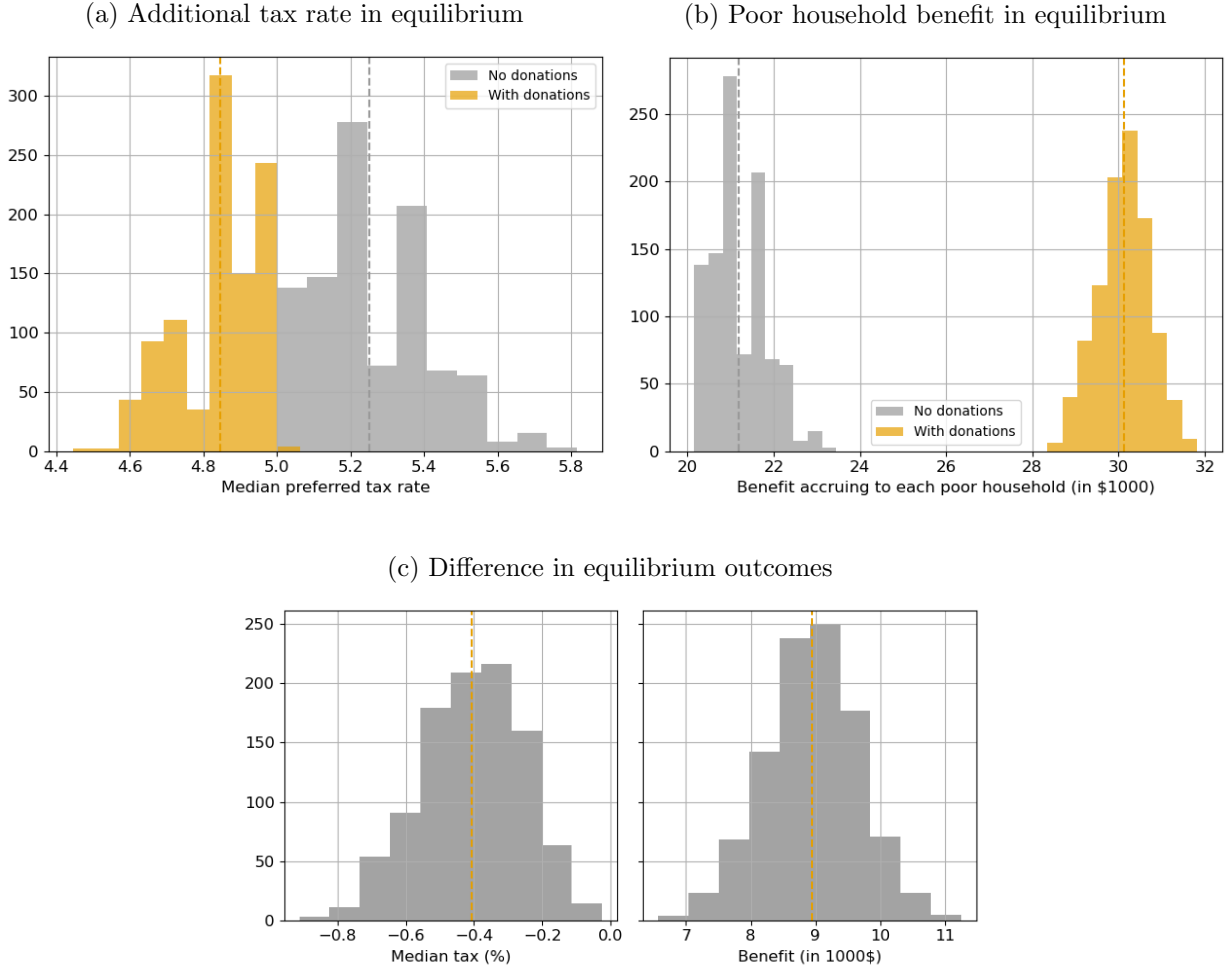 (a) Additional tax rate in equilibrium
300
250
200
150
100
50
0
4.4 4.6 4.8 5.0 5.2 5.4 5.6 5.8
Median preferred tax rate
No donations
With donations
(b) Poor household benefit in equilibrium
250
200
150
100
50
0
20 22 24 26 28 30 32
Benefit accruing to each poor household (in $1000)
No donations
With donations
(c) Difference in equilibrium outcomes
250
200
150
100
50
0
−0.8 −0.6 −0.4 −0.2 0.0
Median tax (%)
7 8 9 10 11
Benefit (in 1000$)